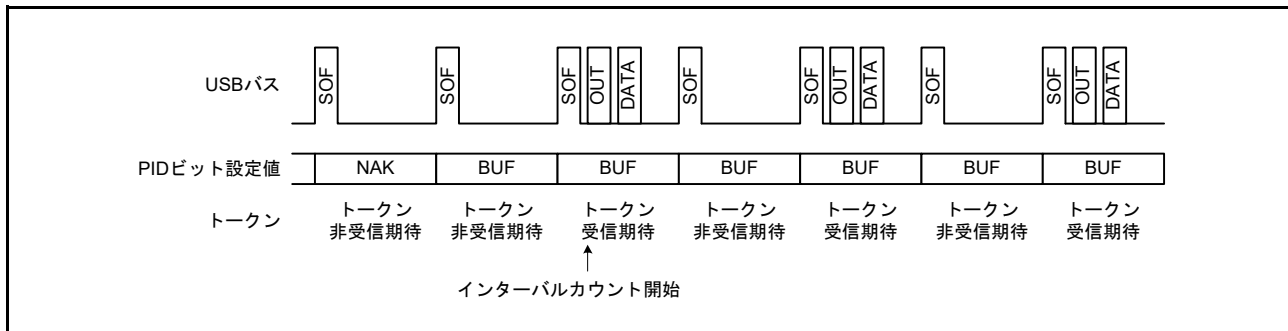 USBバス
SOF SOF SOF OUT DATA SOF SOF OUT DATA SOF SOF OUT DATA
PIDビット設定値 NAK BUF BUF BUF BUF BUF BUF
トークン トークン トークン トークン トークン トークン トークン トークン
非受信期待 非受信期待 受信期待 非受信期待 受信期待 非受信期待 受信期待
インターバルカウント開始